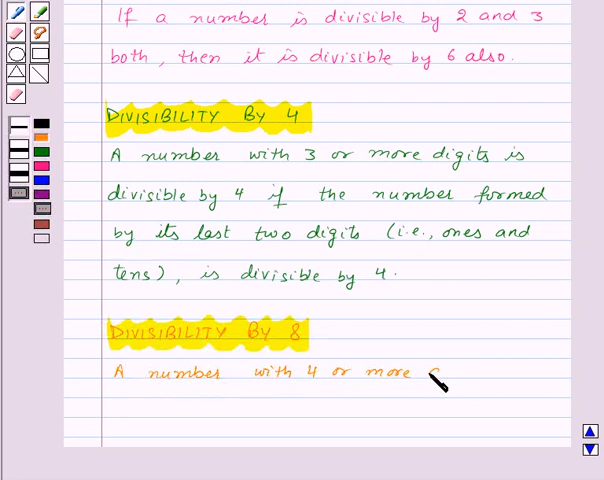 If a number is divisible by 2 and 3
both, then it is divisible by 6 also.
DIVISIBILITY BY 4
A number with 3 or more digits is
divisible by 4 if the number formed
by its last two digits (i.e., ones and
tens), is divisible by 4.
DIVISIBILITY BY 8
A number with 4 or more